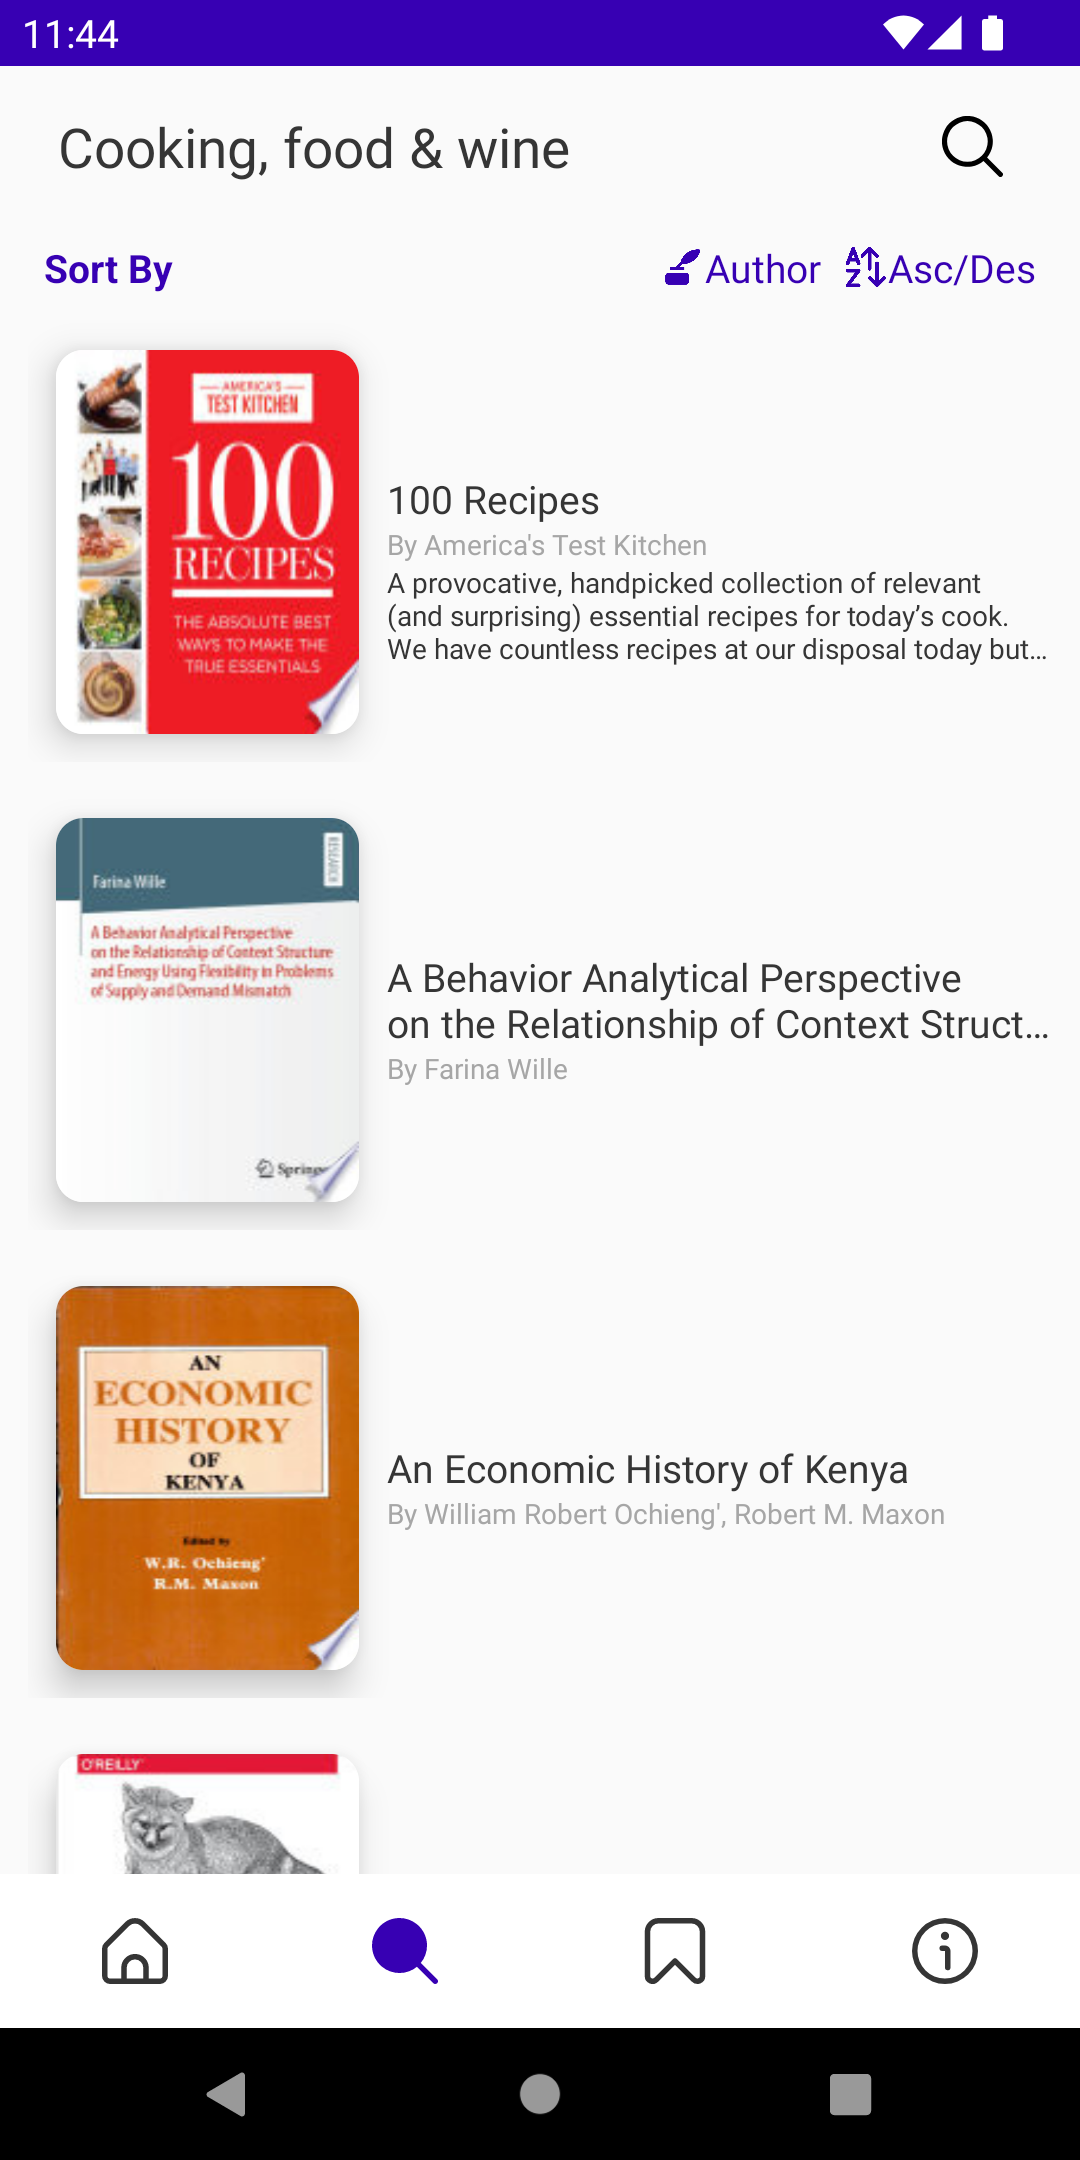 11:44
Cooking, food & wine
Sort By
Author
Asc/Des
AMERICA'S
TEST KITCHEN
100
RECIPES
THE ABSOLUTE BEST
WAYS TO MAKE THE
TRUE ESSENTIALS
100 Recipes
By America's Test Kitchen
A provocative, handpicked collection of relevant
(and surprising) essential recipes for today’s cook.
We have countless recipes at our disposal today but…
RESEARCH
Farina Wille
A Behavior Analytical Perspective
on the Relationship of Context Structure
and Energy Using Flexibility in Problems
of Supply and Demand Mismatch
A Behavior Analytical Perspective
on the Relationship of Context Struct…
By Farina Wille
AN
ECONOMIC
HISTORY
OF
KENYA
Edited by
W.R. Ochieng'
R.M. Maxon
An Economic History of Kenya
By William Robert Ochieng', Robert M. Maxon
O'REILLY